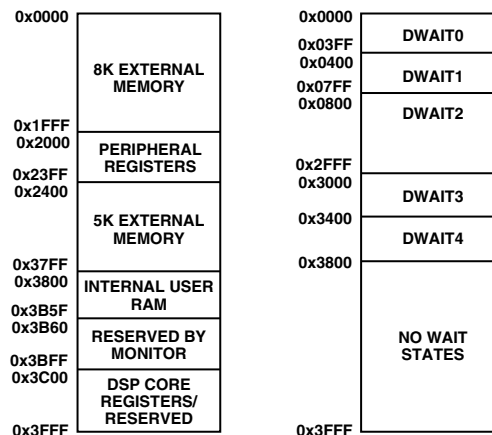 0x0000
8K EXTERNAL
MEMORY
0x1FFF
0x2000
PERIPHERAL
REGISTERS
0x23FF
0x2400
5K EXTERNAL
MEMORY
0x37FF
0x3800
INTERNAL USER
RAM
0x3B5F
0x3B60
RESERVED BY
MONITOR
0x3BFF
0x3C00
DSP CORE
REGISTERS/
RESERVED
0x3FFF
0x0000
DWAIT0
0x03FF
0x0400
DWAIT1
0x07FF
0x0800
DWAIT2
0x2FFF
0x3000
DWAIT3
0x3400
DWAIT4
0x3800
NO WAIT
STATES
0x3FFF